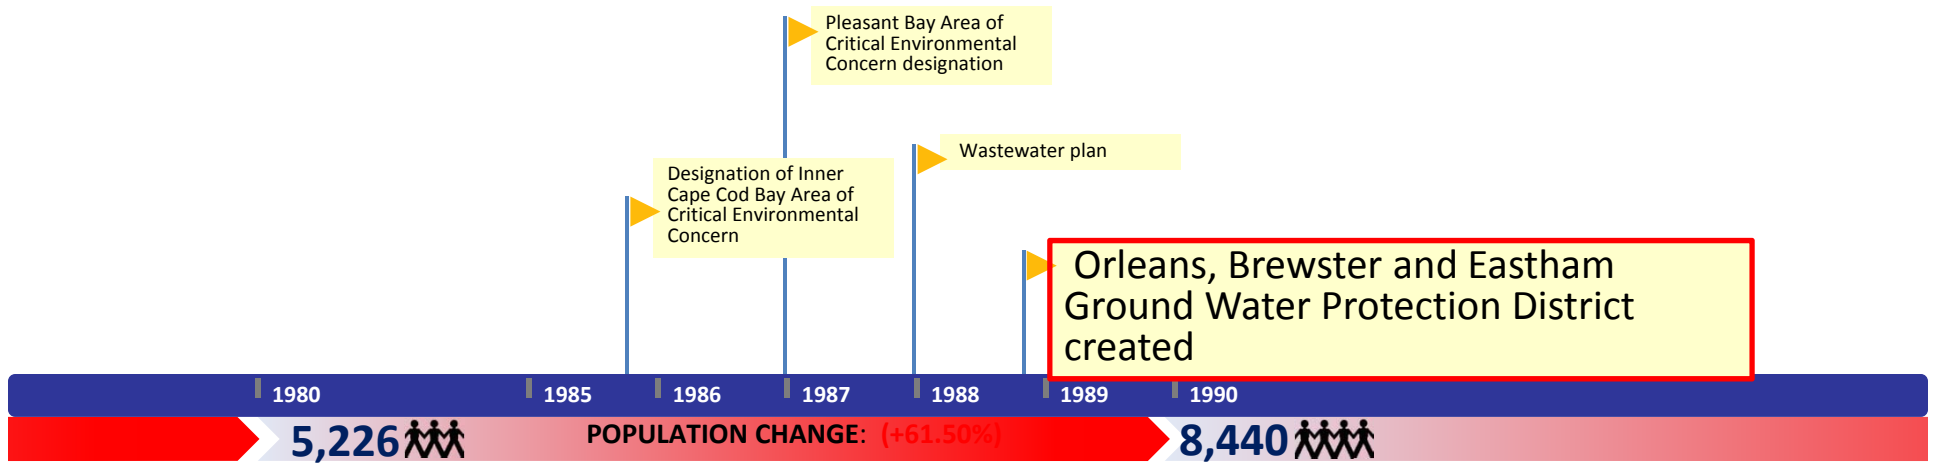 Pleasant Bay Area of
Critical Environmental
Concern designation
Wastewater plan
Designation of Inner
Cape Cod Bay Area of
Critical Environmental
Concern
Orleans, Brewster and Eastham
Ground Water Protection District
created
1980 1985 1986 1987 1988 1989 1990
5,226 POPULATION CHANGE: (+61.50%) 8,440